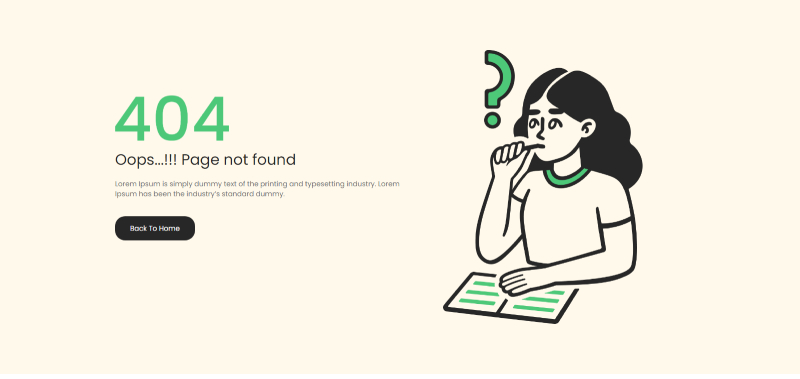 404
Oops...!!! Page not found
Lorem Ipsum is simply dummy text of the printing and typesetting industry. Lorem
Ipsum has been the industry's standard dummy.
Back To Home